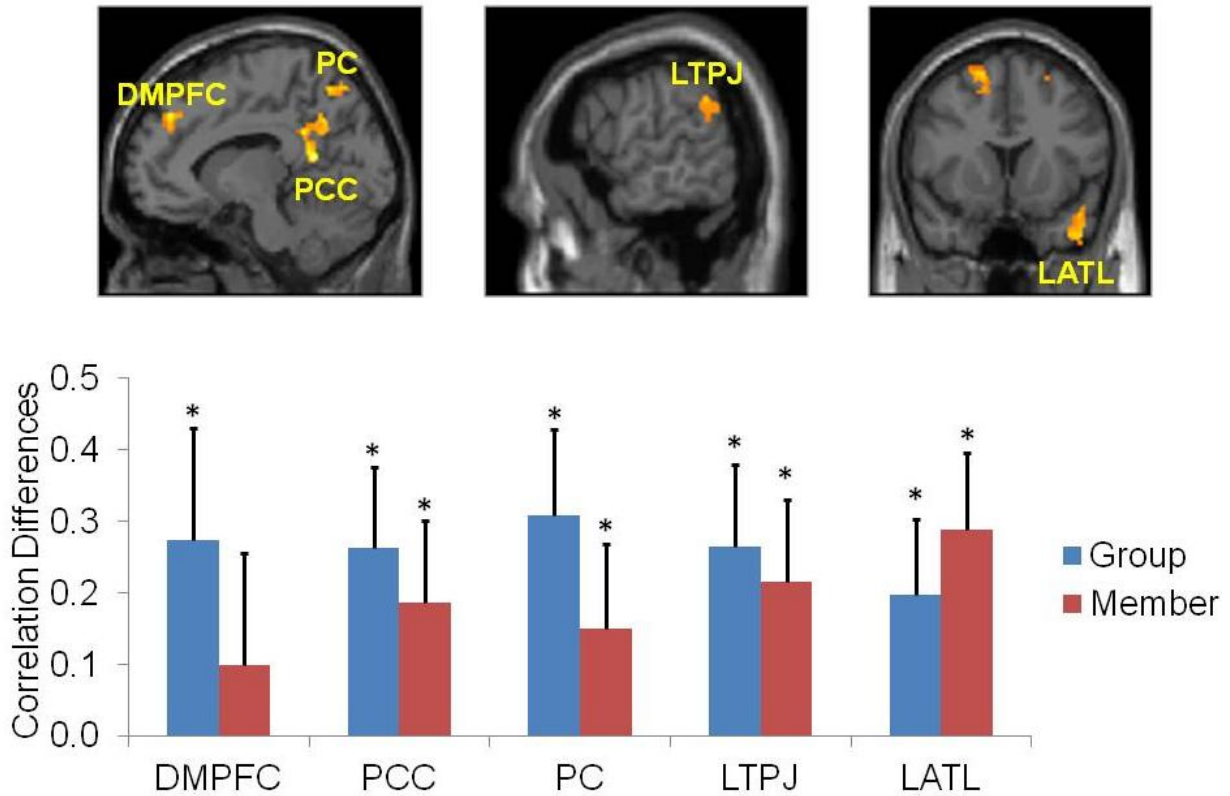 PC
DMPFC
PCC
LTPJ
LATL
Correlation Differences
0.5
0.4
0.3
0.2
0.1
0.0
* * * * * * * * *
Group
Member
DMPFC PCC PC LTPJ LATL